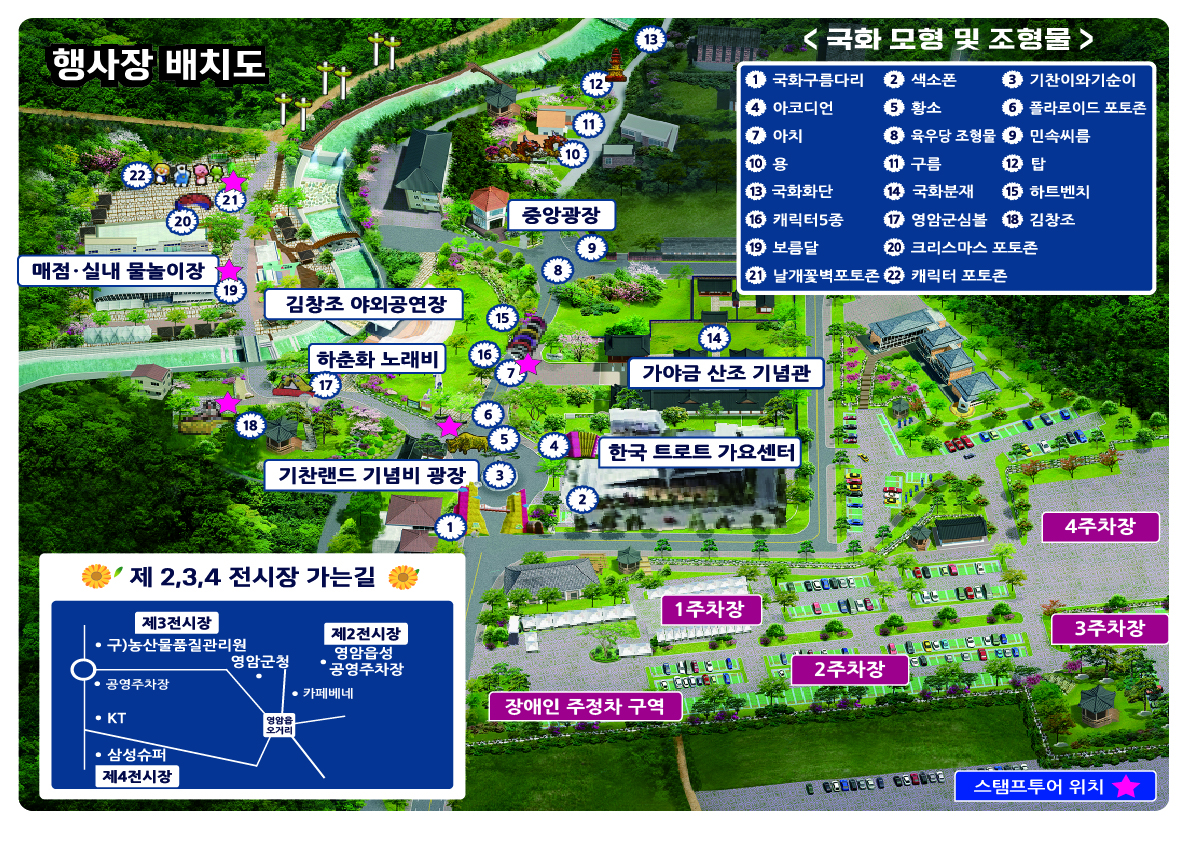 행사장 배치도
< 국화 모형 및 조형물 >
1 국화구름다리 2 색소폰 3 기찬이와기순이
4 아코디언 5 황소 6 폴라로이드 포토존
7 아치 8 육우당 조형물 9 민속씨름
10 용 11 구름 12 탑
13 국화화단 14 국화분재 15 하트벤치
16 캐릭터5종 17 영암군심볼 18 김창조
19 보름달 20 크리스마스 포토존
21 날개꽃벽포토존 22 캐릭터 포토존
13
12
11
10
22
21
20
중앙광장
9
8
매점·실내 물놀이장
19
김창조 야외공연장
15
14
하춘화 노래비
16
7
17
가야금 산조 기념관
6
18
5
4
한국 트로트 가요센터
기찬랜드 기념비 광장
3
2
1
4주차장
1주차장
3주차장
2주차장
장애인 주정차 구역
스탬프투어 위치
제 2,3,4 전시장 가는길
제3전시장
구)농산물품질관리원
제2전시장
영암읍성
공영주차장
영암군청
공영주차장
카페베네
KT
영암읍
오거리
삼성슈퍼
제4전시장